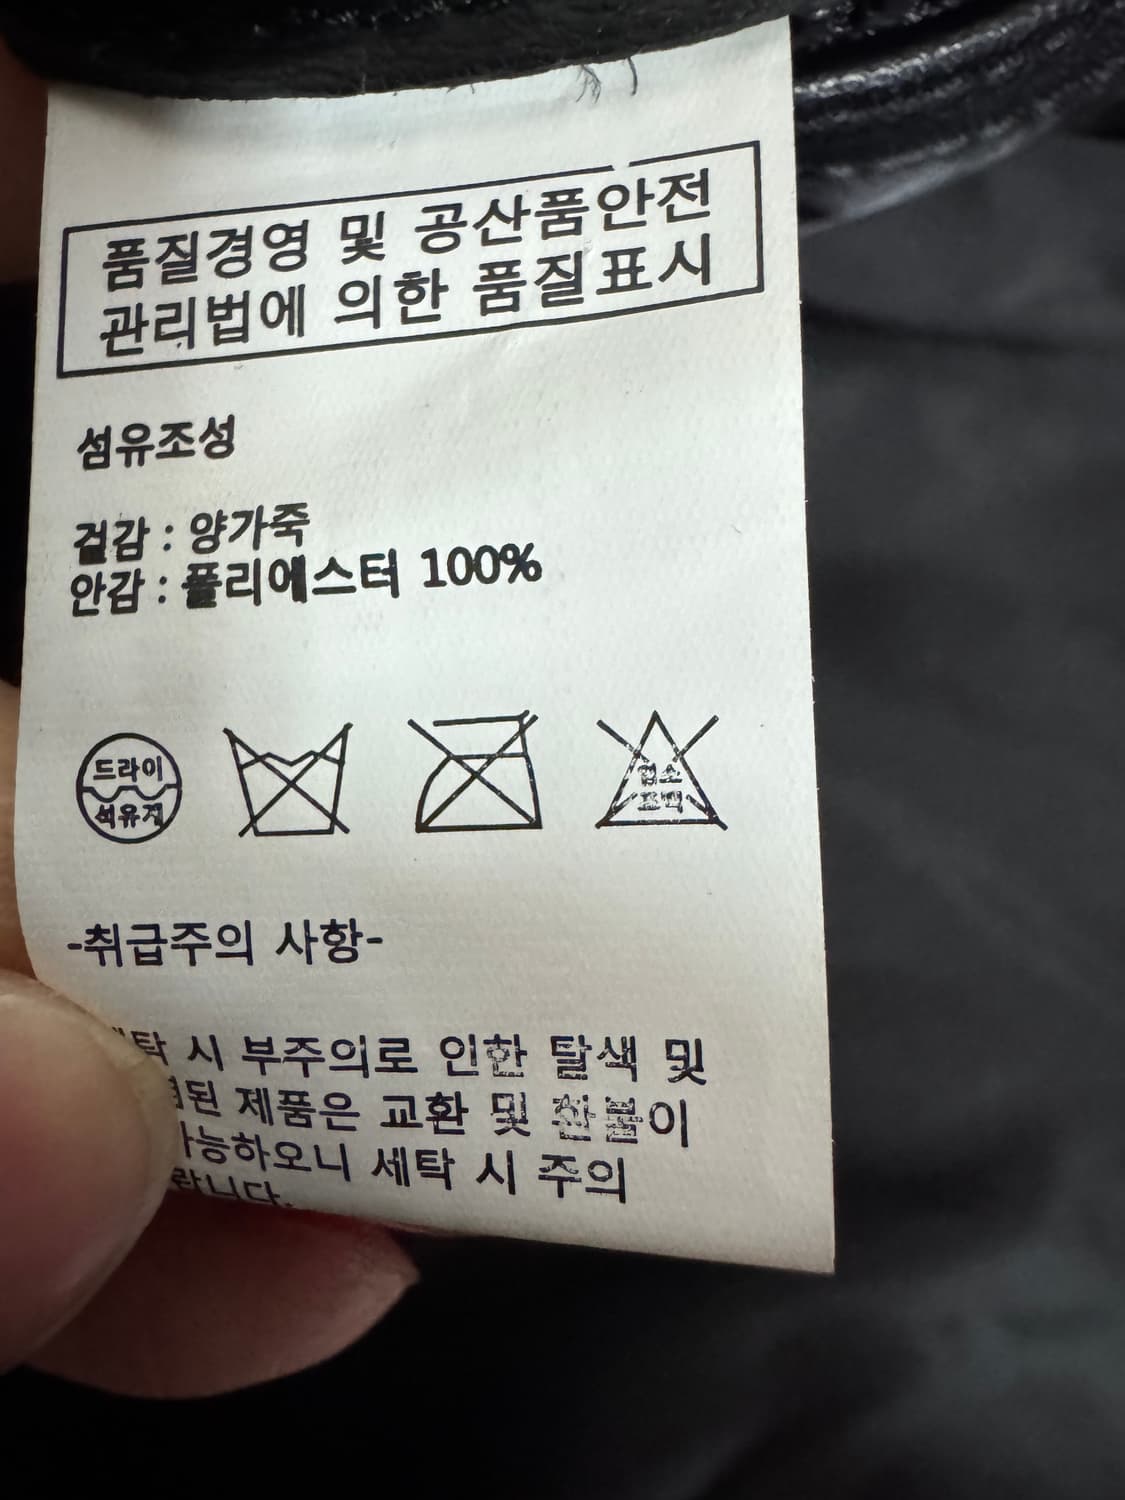 품질경영 및 공산품안전
관리법에 의한 품질표시
섬유조성
겉감 : 양가죽
안감 : 폴리에스터 100%
드라이
석유계
염소
표백
-취급주의 사항-
시 부주의로 인한 탈색 및
제품은 교환 및 환불이
세탁 시 주의